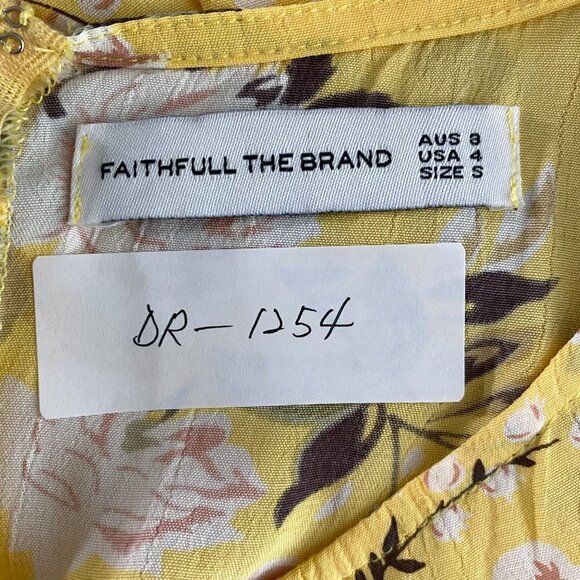 FAITHFULL THE BRAND
AUS 8
USA 4
SIZE S
DR-1254